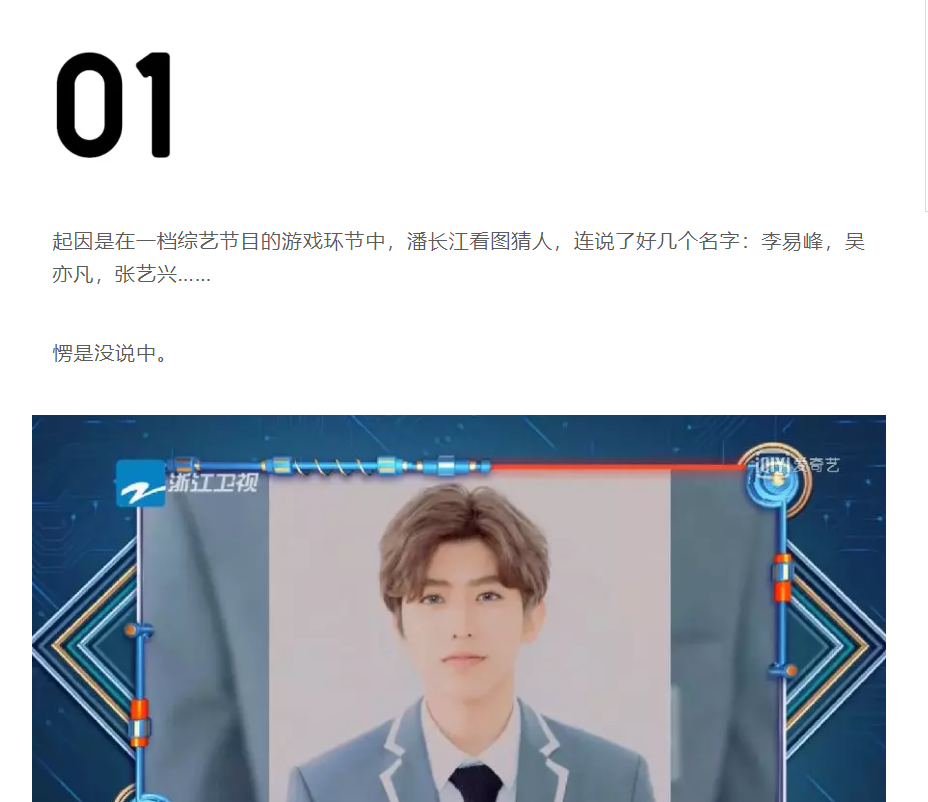 01
起因是在一档综艺节目的游戏环节中，潘长江看图猜人，连说了好几个名字：李易峰，吴
亦凡，张艺兴……
愣是没说中。
浙江卫视
iQIYI 爱奇艺